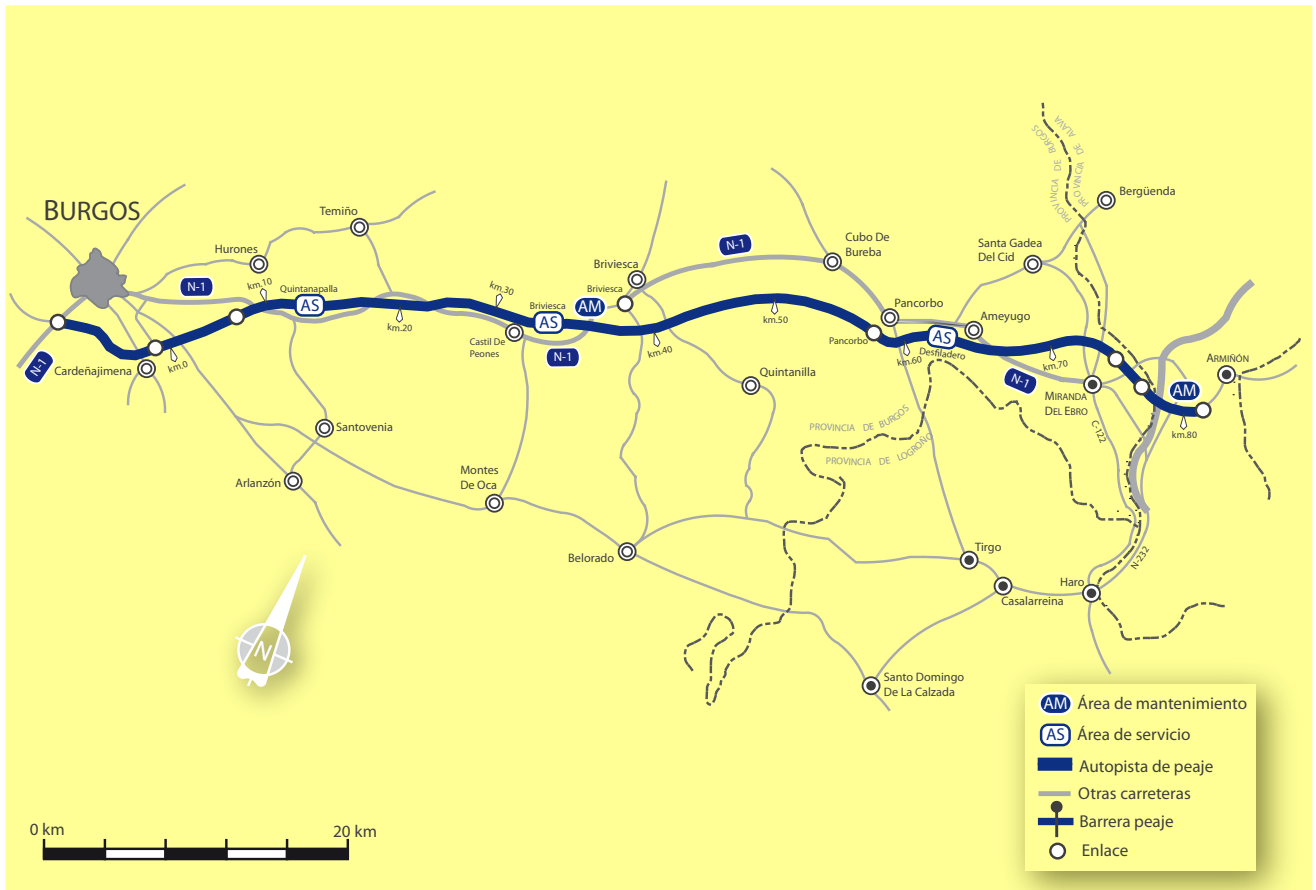 BURGOS
Temiño
Hurones
N-1
km.10
Quintanapalla
AS
km.20
km.30
Briviesca
AS
AM
Briviesca
Briviesca
N-1
Cubo De
Bureba
Santa Gadea
Del Cid
Bergüenda
PROVINCIA DE BURGOS
PROVINCIA DE ALAVA
N-1
Cardeñajimena
km.0
Castil De
Peones
N-1
km.40
km.50
Pancorbo
Pancorbo
km.60
AS
Desfiladero
Ameyugo
km.70
N-1
MIRANDA
DEL EBRO
C-122
AM
km.80
ARMIÑÓN
Quintanilla
PROVINCIA DE BURGOS
PROVINCIA DE LOGROÑO
Santovenia
Arlanzón
Montes
De Oca
Belorado
Tirgo
Casalarreina
Haro
N-232
Santo Domingo
De La Calzada
N
0 km
20 km
AM Área de mantenimiento
AS Área de servicio
Autopista de peaje
Otras carreteras
Barrera peaje
Enlace